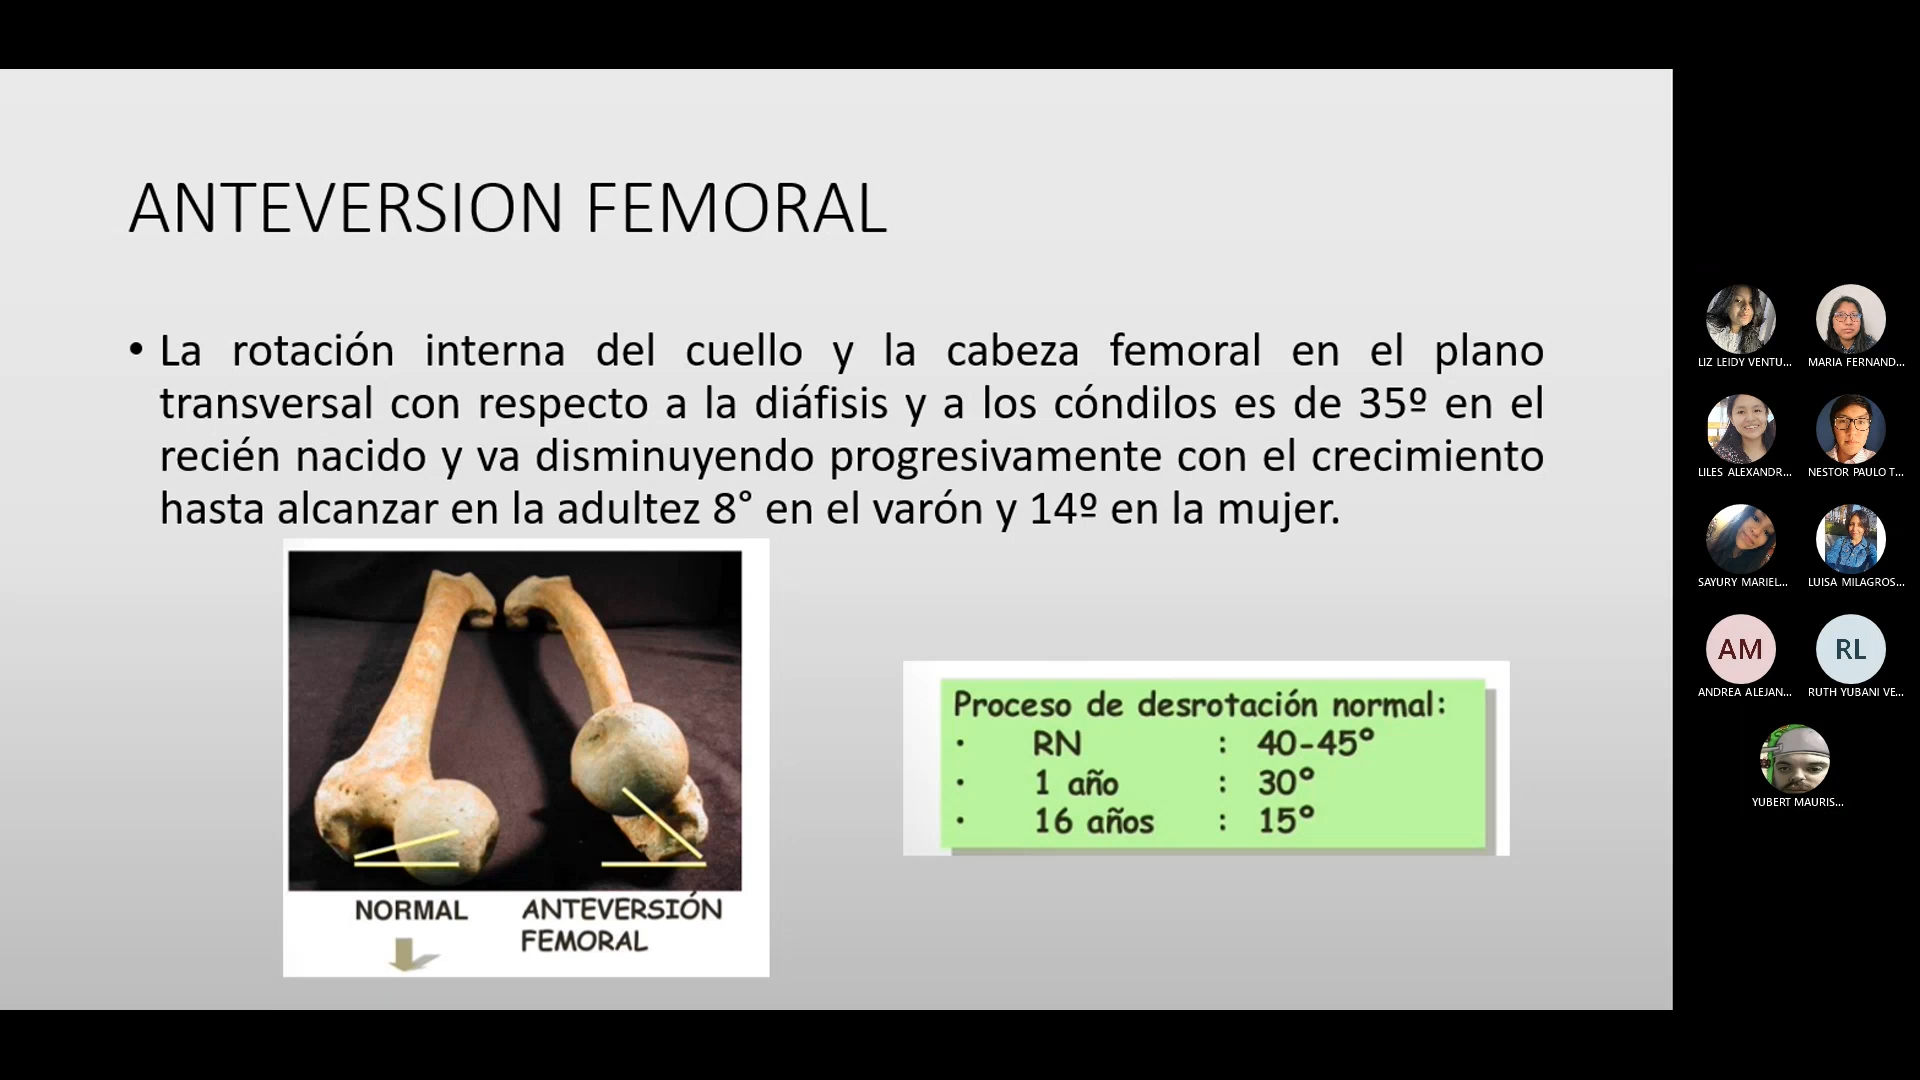 ANTEVERSION FEMORAL
• La rotación interna del cuello y la cabeza femoral en el plano
transversal con respecto a la diáfisis y a los cóndilos es de 35º en el
recién nacido y va disminuyendo progresivamente con el crecimiento
hasta alcanzar en la adultez 8° en el varón y 14º en la mujer.
NORMAL
ANTEVERSIÓN
FEMORAL
Proceso de desrotación normal:
• RN : 40-45º
• 1 año : 30º
• 16 años : 15º
LIZ LEIDY VENTU...
MARIA FERNAND...
LILES ALEXANDR...
NESTOR PAULO T...
SAYURY MARIEL...
LUISA MILAGROS...
AM
RL
ANDREA ALEJAN...
RUTH YUBANI VE...
YUBERT MAURIS...